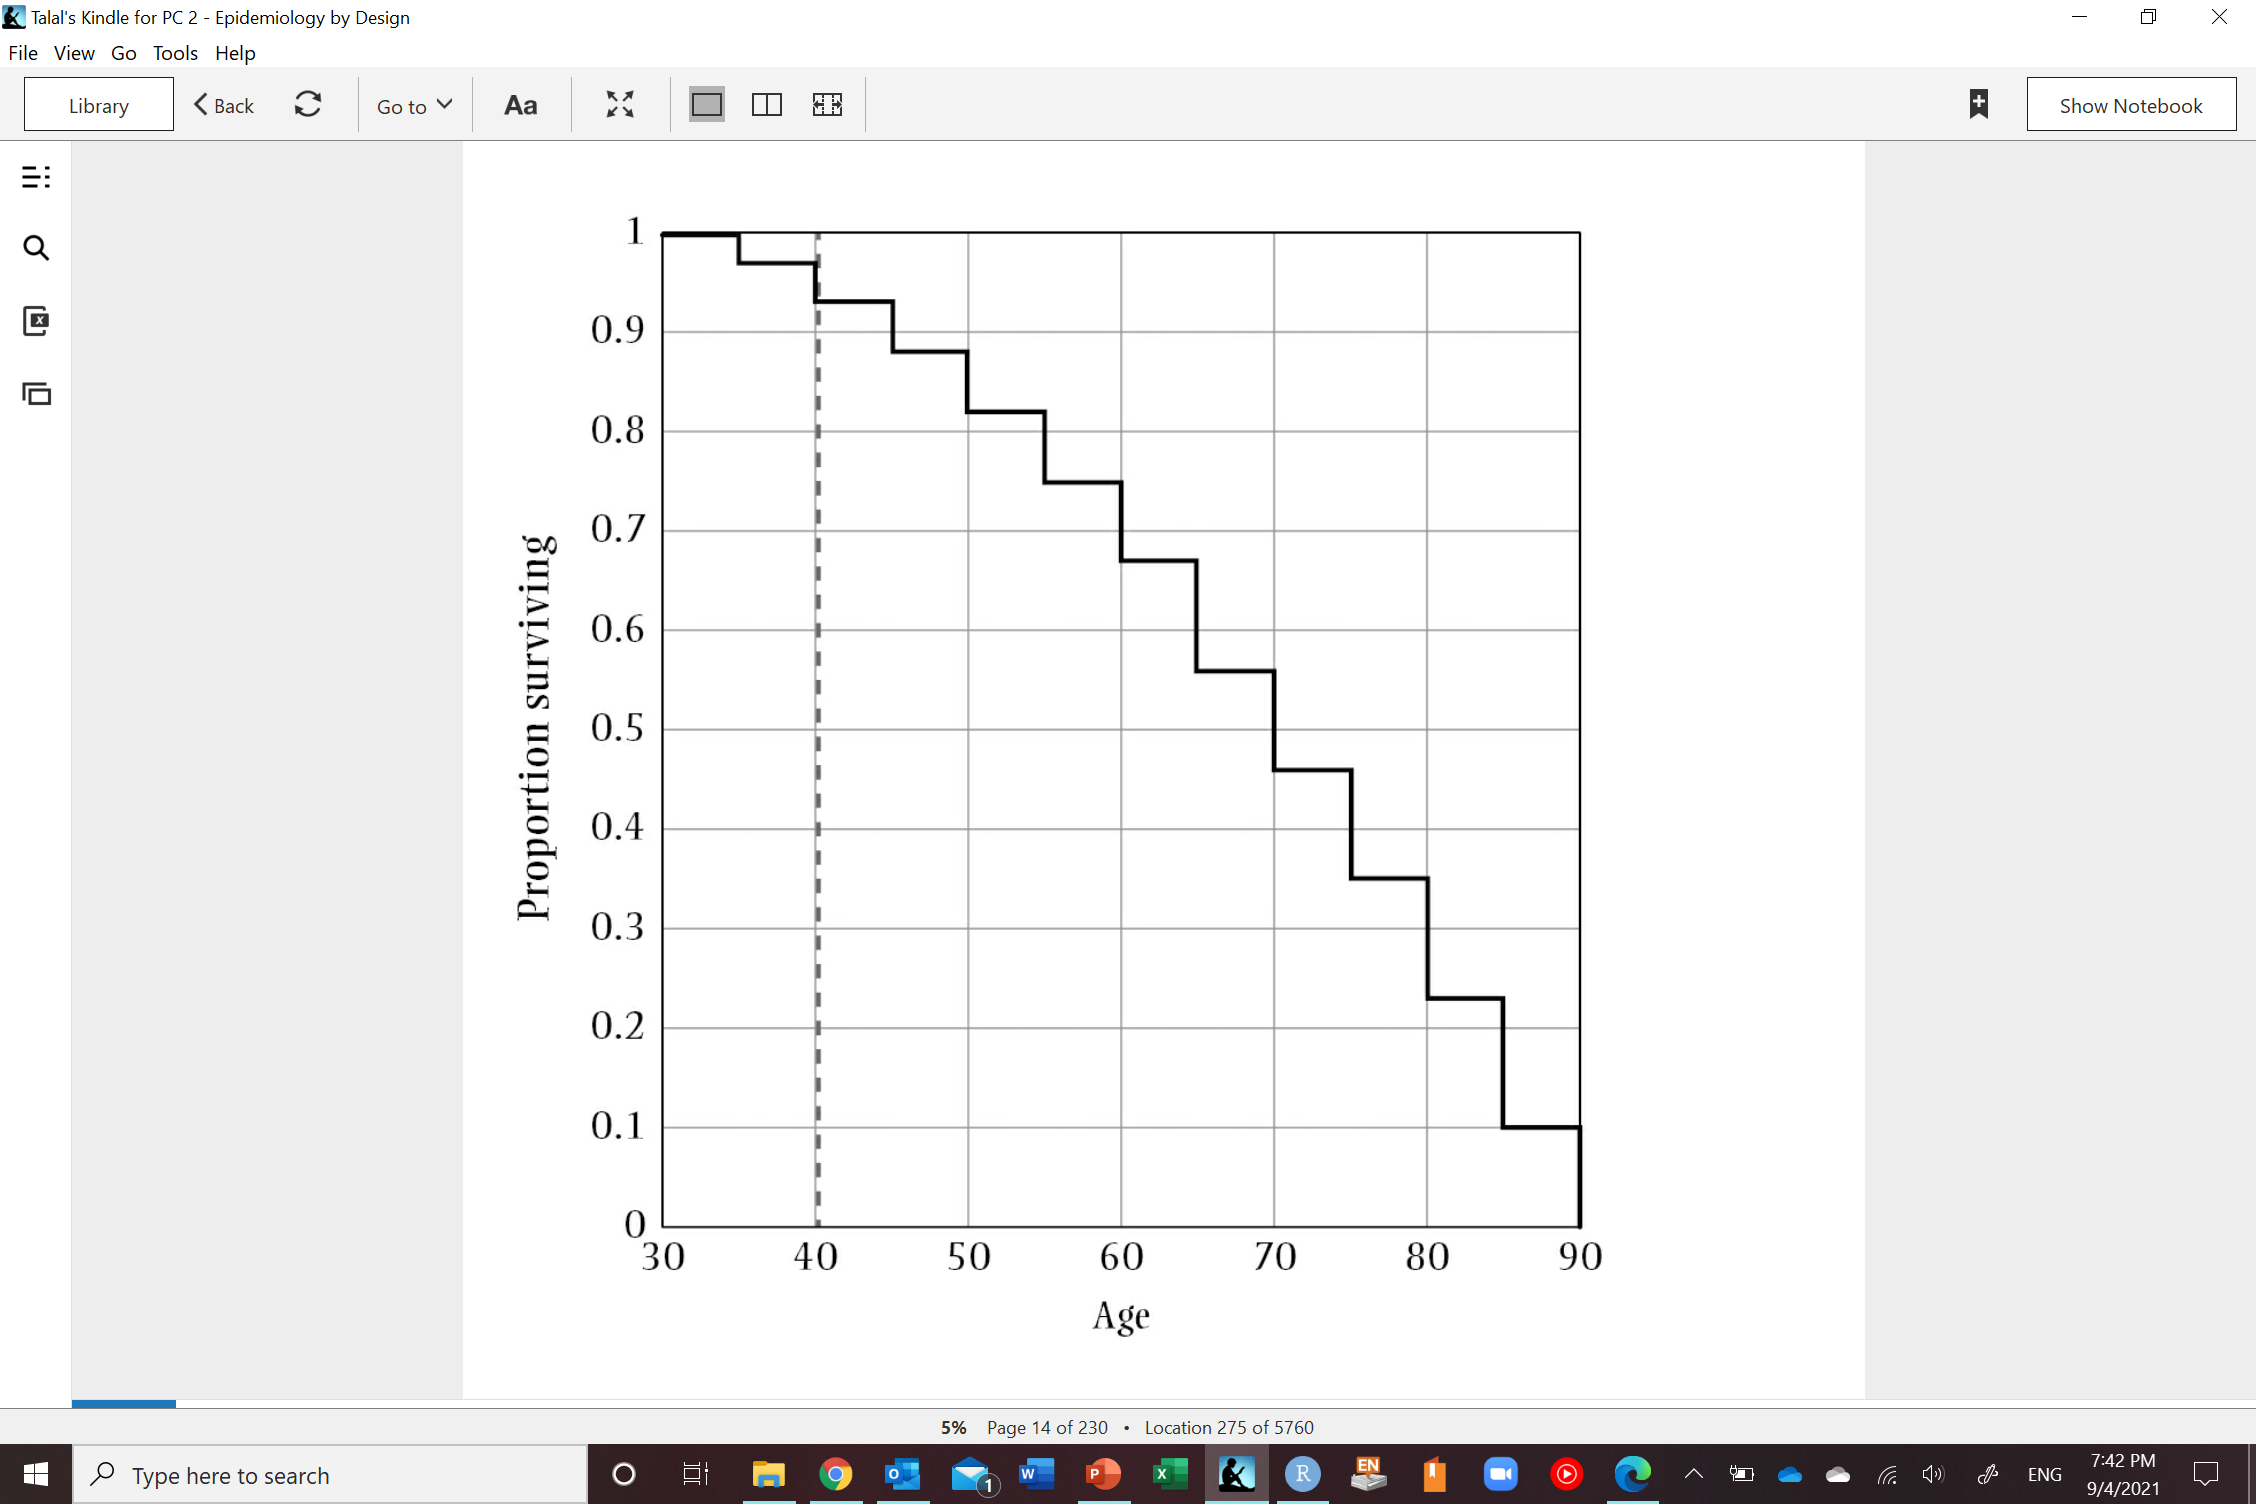 Talal's Kindle for PC 2 - Epidemiology by Design
File View Go Tools Help
Library Back Go to Aa Show Notebook
1
0.9
0.8
0.7
0.6
0.5
0.4
0.3
0.2
0.1
0
Proportion surviving
30 40 50 60 70 80 90
Age
5% Page 14 of 230 • Location 275 of 5760
Type here to search
1
EN
ENG
7:42 PM
9/4/2021